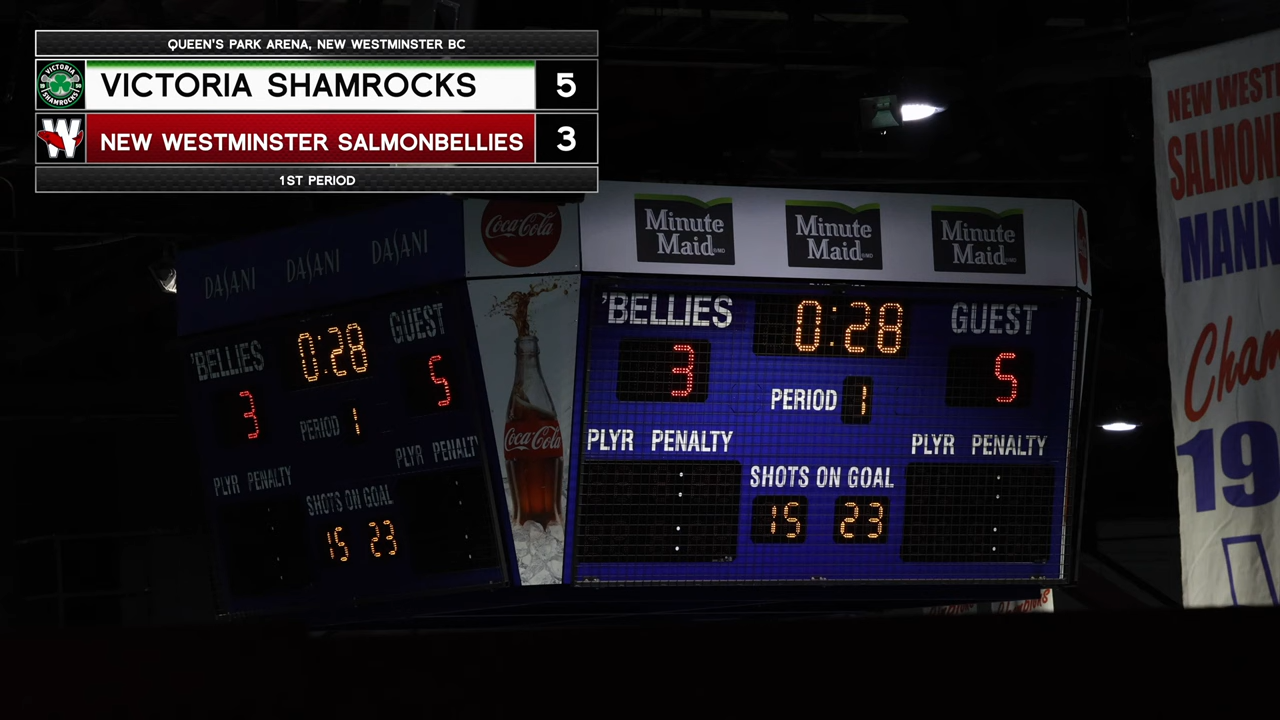 QUEEN'S PARK ARENA, NEW WESTMINSTER BC
VICTORIA SHAMROCKS 5
NEW WESTMINSTER SALMONBELLIES 3
1ST PERIOD
VICTORIA
SHAMROCKS
W
DASANI DASANI DASANI
Coca-Cola
Minute Maid
Minute Maid
Minute Maid
'BELLIES 0:28 GUEST
3 5
PERIOD 1
PLYR PENALTY PLYR PENALTY
SHOTS ON GOAL
15 23
Coca-Cola
'BELLIES 0:28 GUEST
3 5
PERIOD 1
PLYR PENALTY PLYR PENALTY
SHOTS ON GOAL
15 23
NEW WEST
SALMON
MANN
Cham
19